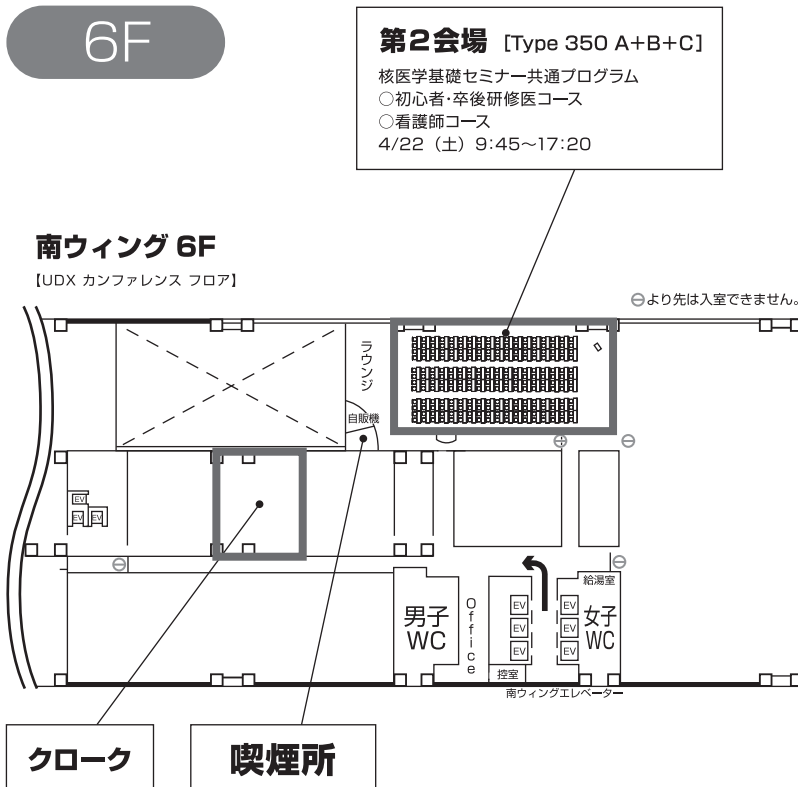 6F
第2会場 [Type 350 A+B+C]
核医学基礎セミナー共通プログラム
○初心者・卒後研修医コース
○看護師コース
4/22（土）9:45～17:20
南ウィング 6F
【UDX カンファレンス フロア】
⊖より先は入室できません。
ラウンジ
自販機
EV
EV EV
男子
WC
Office
EV
EV
EV
EV
EV
EV
給湯室
女子
WC
控室
南ウィングエレベーター
クローク
喫煙所